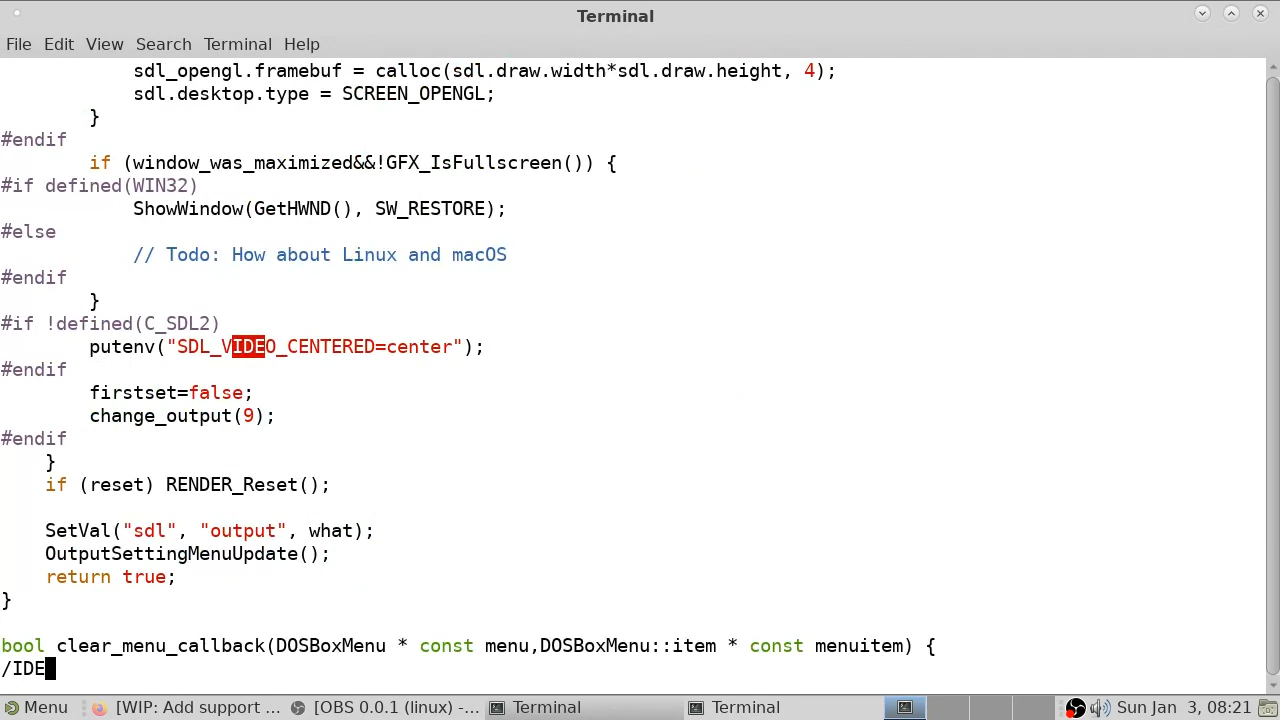 Terminal
File Edit View Search Terminal Help
sdl_opengl.framebuf = calloc(sdl.draw.width*sdl.draw.height, 4);
sdl.desktop.type = SCREEN_OPENGL;
}
#endif
if (window_was_maximized&&!GFX_IsFullscreen()) {
#if defined(WIN32)
ShowWindow(GetHWND(), SW_RESTORE);
#else
// Todo: How about Linux and macOS
#endif
}
#if !defined(C_SDL2)
putenv("SDL_VIDEO_CENTERED=center");
#endif
firstset=false;
change_output(9);
#endif
}
if (reset) RENDER_Reset();
SetVal("sdl", "output", what);
OutputSettingMenuUpdate();
return true;
}
bool clear_menu_callback(DOSBoxMenu * const menu,DOSBoxMenu::item * const menuitem) {
/IDE
Menu [WIP: Add support ... [OBS 0.0.1 (linux) -... Terminal Terminal Sun Jan 3, 08:21